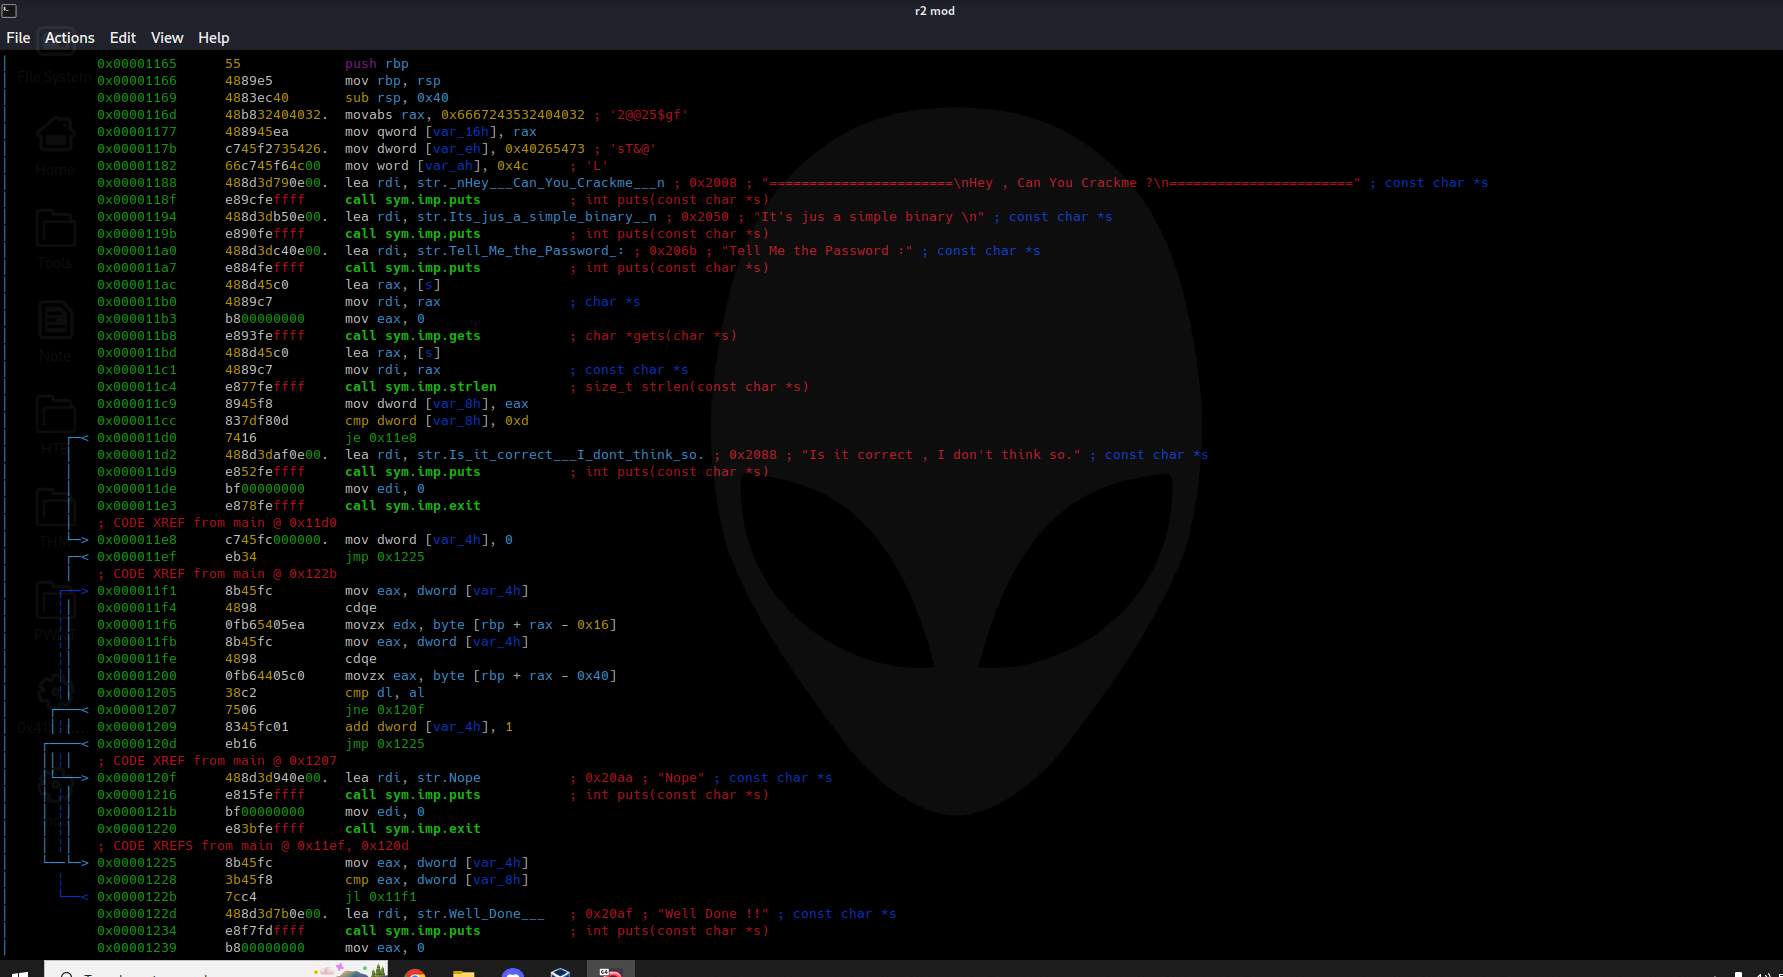 r2 mod
File Actions Edit View Help
0x00001165 55 push rbp
0x00001166 4889e5 mov rbp, rsp
0x00001169 4883ec40 sub rsp, 0x40
0x0000116d 48b832404032. movabs rax, 0x6667243532404032 ; '2@@25$gf'
0x00001177 488945ea mov qword [var_16h], rax
0x0000117b c745f2735426. mov dword [var_eh], 0x40265473 ; 'sT&@'
0x00001182 66c745f64c00 mov word [var_ah], 0x4c ; 'L'
0x00001188 488d3d790e00. lea rdi, str._nHey___Can_You_Crackme___n ; 0x2008 ; "=======================\nHey , Can You Crackme ?\n=======================" ; const char *s
0x0000118f e89cfeffff call sym.imp.puts ; int puts(const char *s)
0x00001194 488d3db50e00. lea rdi, str.Its_jus_a_simple_binary__n ; 0x2050 ; "It's jus a simple binary \n" ; const char *s
0x0000119b e890feffff call sym.imp.puts ; int puts(const char *s)
0x000011a0 488d3dc40e00. lea rdi, str.Tell_Me_the_Password_: ; 0x206b ; "Tell Me the Password :" ; const char *s
0x000011a7 e884feffff call sym.imp.puts ; int puts(const char *s)
0x000011ac 488d45c0 lea rax, [s]
0x000011b0 4889c7 mov rdi, rax ; char *s
0x000011b3 b800000000 mov eax, 0
0x000011b8 e893feffff call sym.imp.gets ; char *gets(char *s)
0x000011bd 488d45c0 lea rax, [s]
0x000011c1 4889c7 mov rdi, rax ; const char *s
0x000011c4 e877feffff call sym.imp.strlen ; size_t strlen(const char *s)
0x000011c9 8945f8 mov dword [var_8h], eax
0x000011cc 837df80d cmp dword [var_8h], 0xd
0x000011d0 7416 je 0x11e8
0x000011d2 488d3daf0e00. lea rdi, str.Is_it_correct___I_dont_think_so. ; 0x2088 ; "Is it correct , I don't think so." ; const char *s
0x000011d9 e852feffff call sym.imp.puts ; int puts(const char *s)
0x000011de bf00000000 mov edi, 0
0x000011e3 e878feffff call sym.imp.exit
; CODE XREF from main @ 0x11d0
0x000011e8 c745fc000000. mov dword [var_4h], 0
0x000011ef eb34 jmp 0x1225
; CODE XREF from main @ 0x122b
0x000011f1 8b45fc mov eax, dword [var_4h]
0x000011f4 4898 cdqe
0x000011f6 0fb65405ea movzx edx, byte [rbp + rax - 0x16]
0x000011fb 8b45fc mov eax, dword [var_4h]
0x000011fe 4898 cdqe
0x00001200 0fb64405c0 movzx eax, byte [rbp + rax - 0x40]
0x00001205 38c2 cmp dl, al
0x00001207 7506 jne 0x120f
0x00001209 8345fc01 add dword [var_4h], 1
0x0000120d eb16 jmp 0x1225
; CODE XREF from main @ 0x1207
0x0000120f 488d3d940e00. lea rdi, str.Nope ; 0x20aa ; "Nope" ; const char *s
0x00001216 e815feffff call sym.imp.puts ; int puts(const char *s)
0x0000121b bf00000000 mov edi, 0
0x00001220 e83bfeffff call sym.imp.exit
; CODE XREFS from main @ 0x11ef, 0x120d
0x00001225 8b45fc mov eax, dword [var_4h]
0x00001228 3b45f8 cmp eax, dword [var_8h]
0x0000122b 7cc4 jl 0x11f1
0x0000122d 488d3d7b0e00. lea rdi, str.Well_Done___ ; 0x20af ; "Well Done !!" ; const char *s
0x00001234 e8f7fdffff call sym.imp.puts ; int puts(const char *s)
0x00001239 b800000000 mov eax, 0
File System
Home
Tools
Note